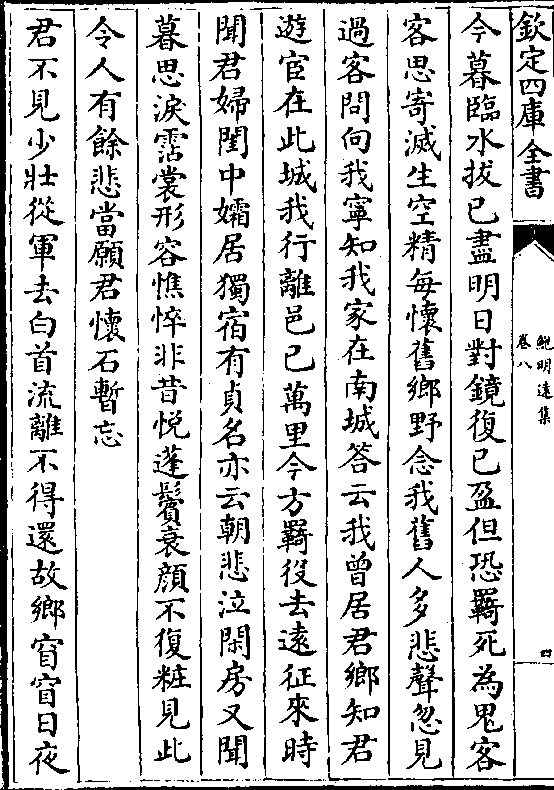 欽定四庫全書
鮑明遠集
卷八
四
今暮臨水拔已盡明日對鏡復已盈但恐羇死為鬼客
客思寄滅生空精每懷舊鄉野念我舊人多悲聲忽見
過客問向我寧知我家在南城答云我曾居君鄉知君
遊宦在此城我行離邑已萬里今方羇役去遠征來時
聞君婦閨中孀居獨宿有貞名亦云朝悲泣閑房又聞
暮思淚霑裳形容憔悴非昔悅蓬鬢衰顏不復粧見此
令人有餘悲當願君懷石暫忘
君不見少壯從軍去白首流離不得還故鄉窅窅日夜